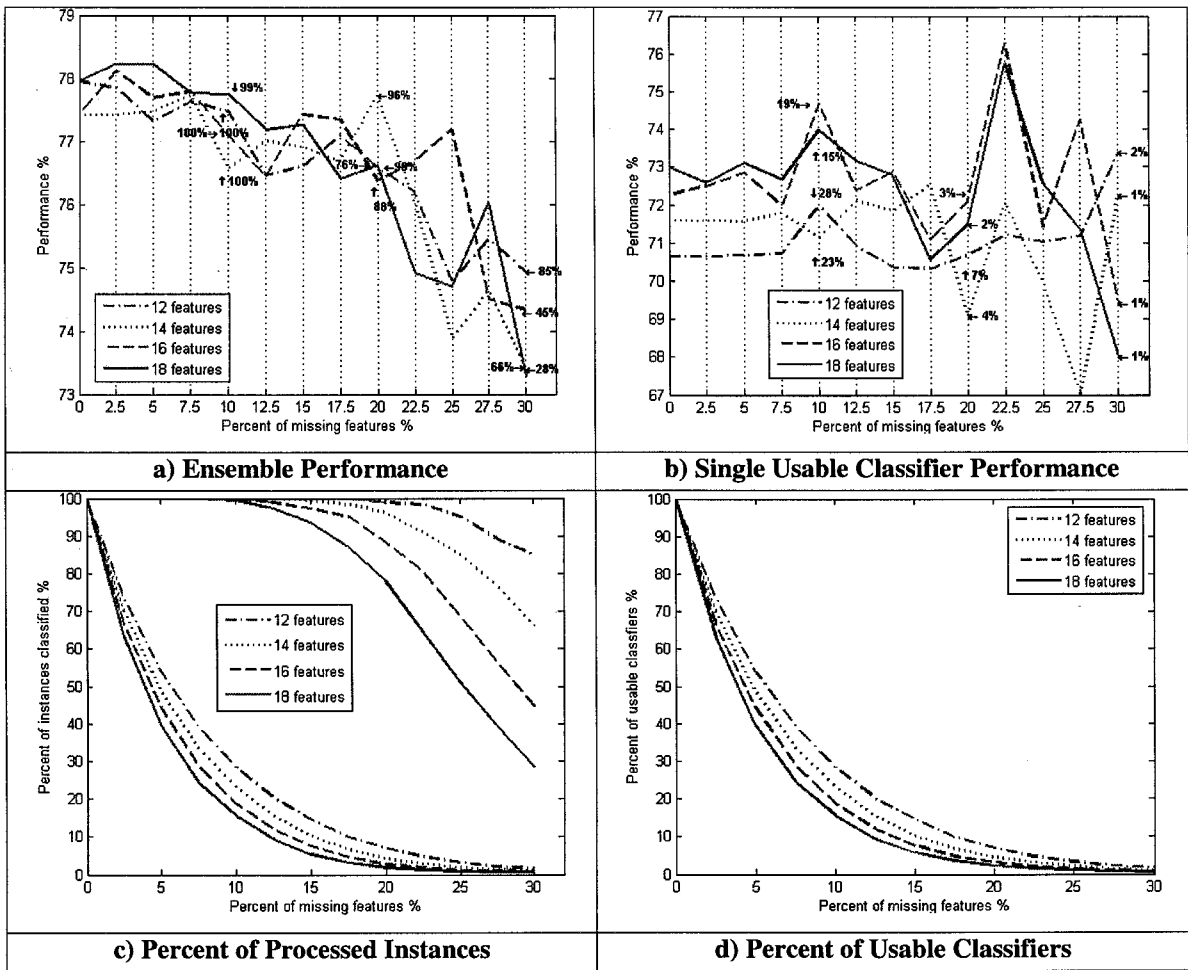 79
78
77
76
75
74
73
Performance %
↓99%
100%→
←100%
↑100%
←96%
76%→
←99%
↑
88%
←85%
45%
66%→
←28%
12 features
14 features
16 features
18 features
0 2.5 5 7.5 10 12.5 15 17.5 20 22.5 25 27.5 30
Percent of missing features %
a) Ensemble Performance
77
76
75
74
73
72
71
70
69
68
67
Performance %
19%→
↑15%
↓28%
↑23%
3%→
←2%
↑7%
←4%
←2%
←1%
←1%
←1%
12 features
14 features
16 features
18 features
0 2.5 5 7.5 10 12.5 15 17.5 20 22.5 25 27.5 30
Percent of missing features %
b) Single Usable Classifier Performance
100
90
80
70
60
50
40
30
20
10
0
Percent of instances classified %
12 features
14 features
16 features
18 features
0 5 10 15 20 25 30
Percent of missing features %
c) Percent of Processed Instances
100
90
80
70
60
50
40
30
20
10
0
Percent of usable classfiers %
12 features
14 features
16 features
18 features
0 5 10 15 20 25 30
Percent of missing features %
d) Percent of Usable Classifiers